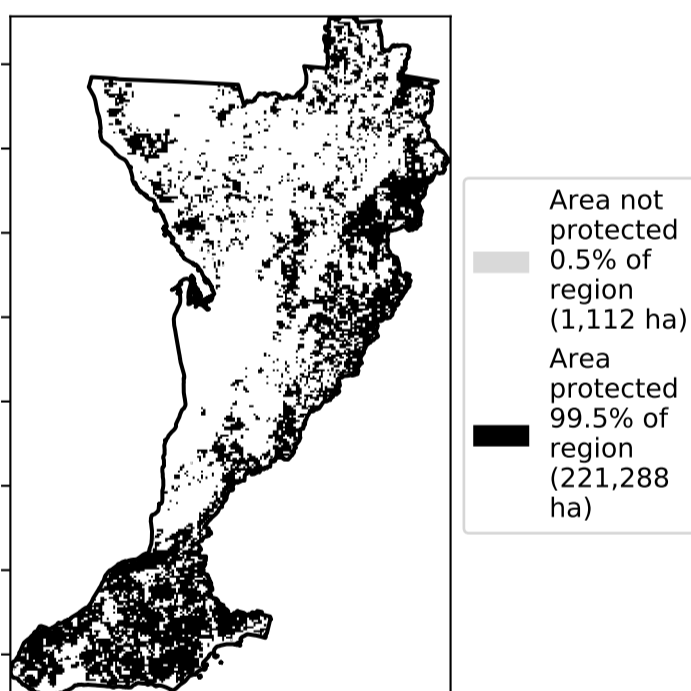 Area not
protected
0.5% of
region
(1,112 ha)
Area
protected
99.5% of
region
(221,288
ha)